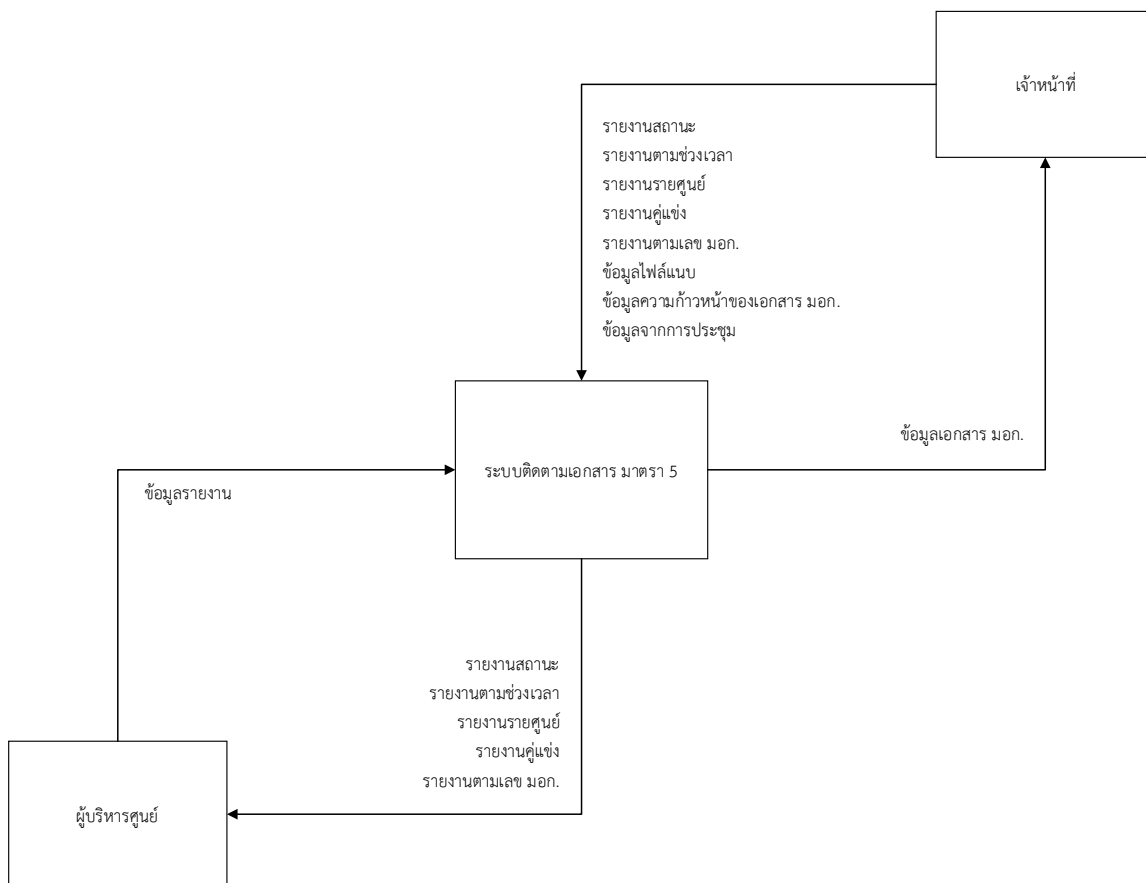 เจ้าหน้าที่
รายงานสถานะ
รายงานตามช่วงเวลา
รายงานรายศูนย์
รายงานคู่แข่ง
รายงานตามเลข มอก.
ข้อมูลไฟล์แนบ
ข้อมูลความก้าวหน้าของเอกสาร มอก.
ข้อมูลจากการประชุม
ข้อมูลเอกสาร มอก.
ระบบติดตามเอกสาร มาตรา 5
ข้อมูลรายงาน
รายงานสถานะ
รายงานตามช่วงเวลา
รายงานรายศูนย์
รายงานคู่แข่ง
รายงานตามเลข มอก.
ผู้บริหารศูนย์